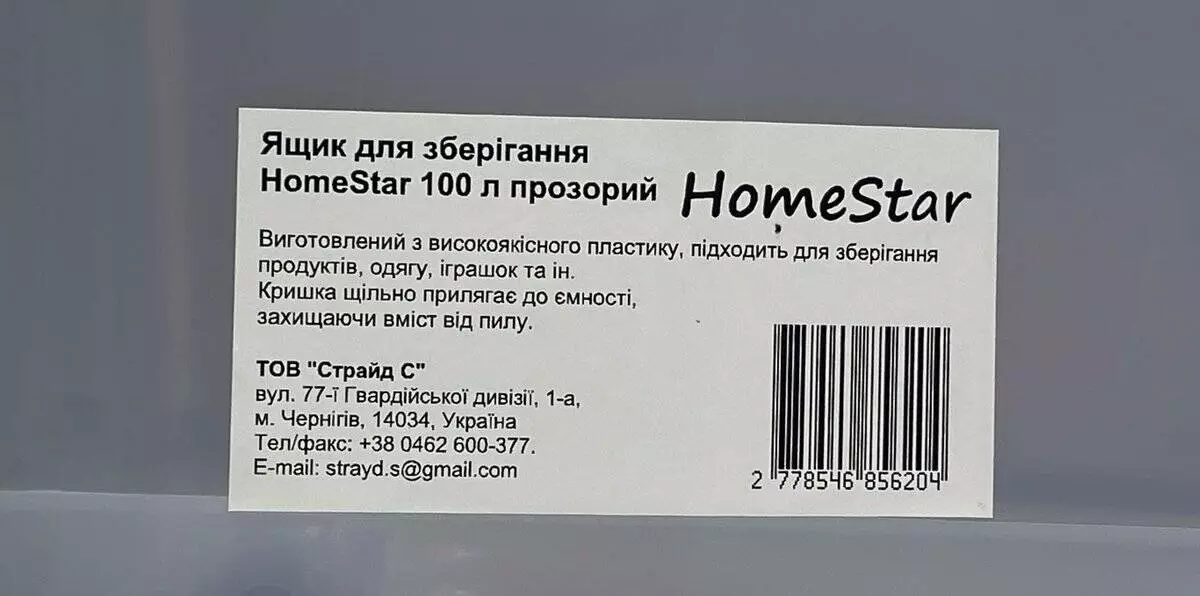 Ящик для зберігання
HomeStar 100 л прозорий
HomeStar
Виготовлений з високоякісного пластику, підходить для зберігання
продуктів, одягу, іграшок та ін.
Кришка щільно прилягає до ємності,
захищаючи вміст від пилу.
ТОВ "Страйд С"
вул. 77-ї Гвардійської дивізії, 1-а,
м. Чернігів, 14034, Україна
Тел/факс: +38 0462 600-377.
E-mail: strayd.s@gmail.com
2 778546 856204